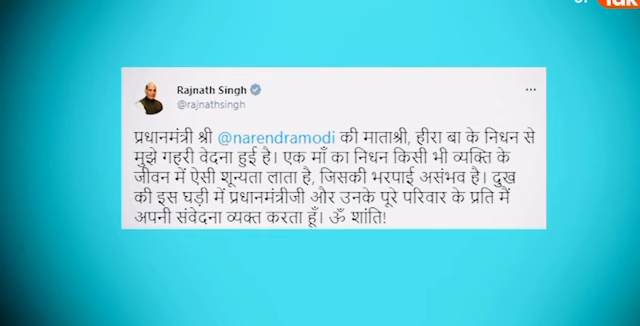 Rajnath Singh
@rajnathsingh
प्रधानमंत्री श्री @narendramodi की माताश्री, हीरा बा के निधन से
मुझे गहरी वेदना हुई है। एक माँ का निधन किसी भी व्यक्ति के
जीवन में ऐसी शून्यता लाता है, जिसकी भरपाई असंभव है। दुख
की इस घड़ी में प्रधानमंत्रीजी और उनके पूरे परिवार के प्रति मैं
अपनी संवेदना व्यक्त करता हूँ। ॐ शांति!